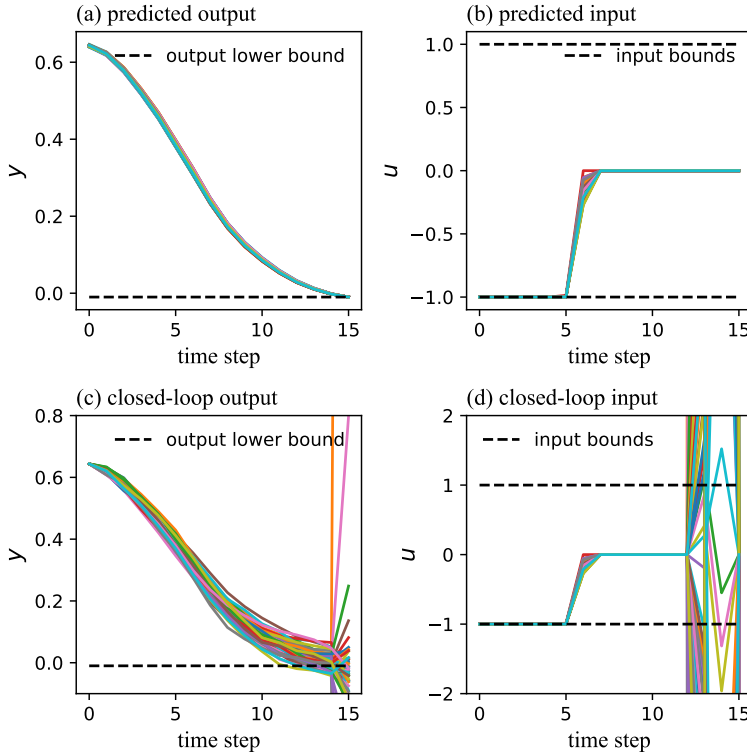 (a) predicted output
0.6
0.4
0.2
0.0
y
output lower bound
0
5
10
15
time step
(b) predicted input
1.0
0.5
0.0
−0.5
−1.0
u
input bounds
0
5
10
15
time step
(c) closed-loop output
0.8
0.6
0.4
0.2
0.0
y
output lower bound
0
5
10
15
time step
(d) closed-loop input
2
1
0
−1
−2
u
input bounds
0
5
10
15
time step